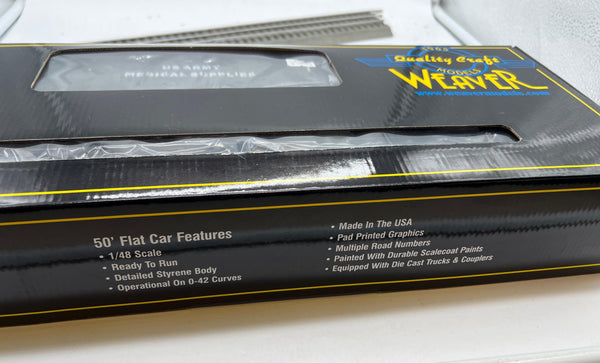 US ARMY
MEDICAL SUPPLIES
1965
Quality Craft
MODELS
WEAVER
www.weavermodels.com
50' Flat Car Features
• 1/48 Scale
• Ready To Run
• Detailed Styrene Body
• Operational On 0-42 Curves
• Made In The USA
• Pad Printed Graphics
• Multiple Road Numbers
• Painted With Durable Scalecoat Paints
• Equipped With Die Cast Trucks & Couplers